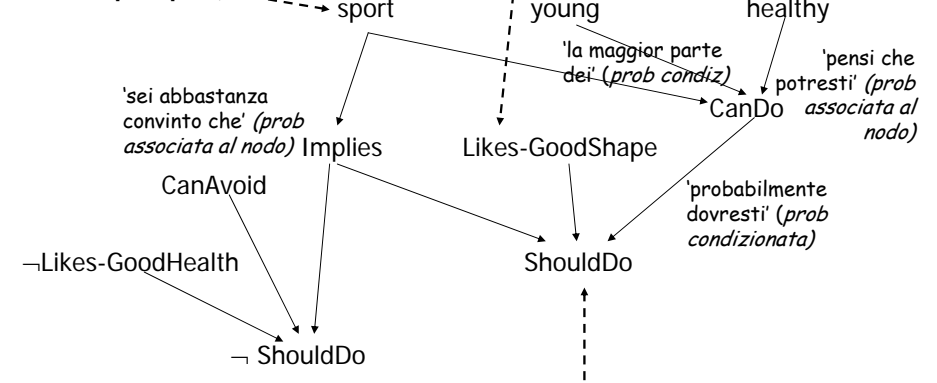 sport
young
healthy
'la maggior parte
dei' (prob condiz)
'pensi che
potresti' (prob
associata al
nodo)
'sei abbastanza
convinto che' (prob
associata al nodo)
CanDo
Implies
Likes-GoodShape
CanAvoid
'probabilmente
dovresti' (prob
condizionata)
¬Likes-GoodHealth
ShouldDo
¬ ShouldDo